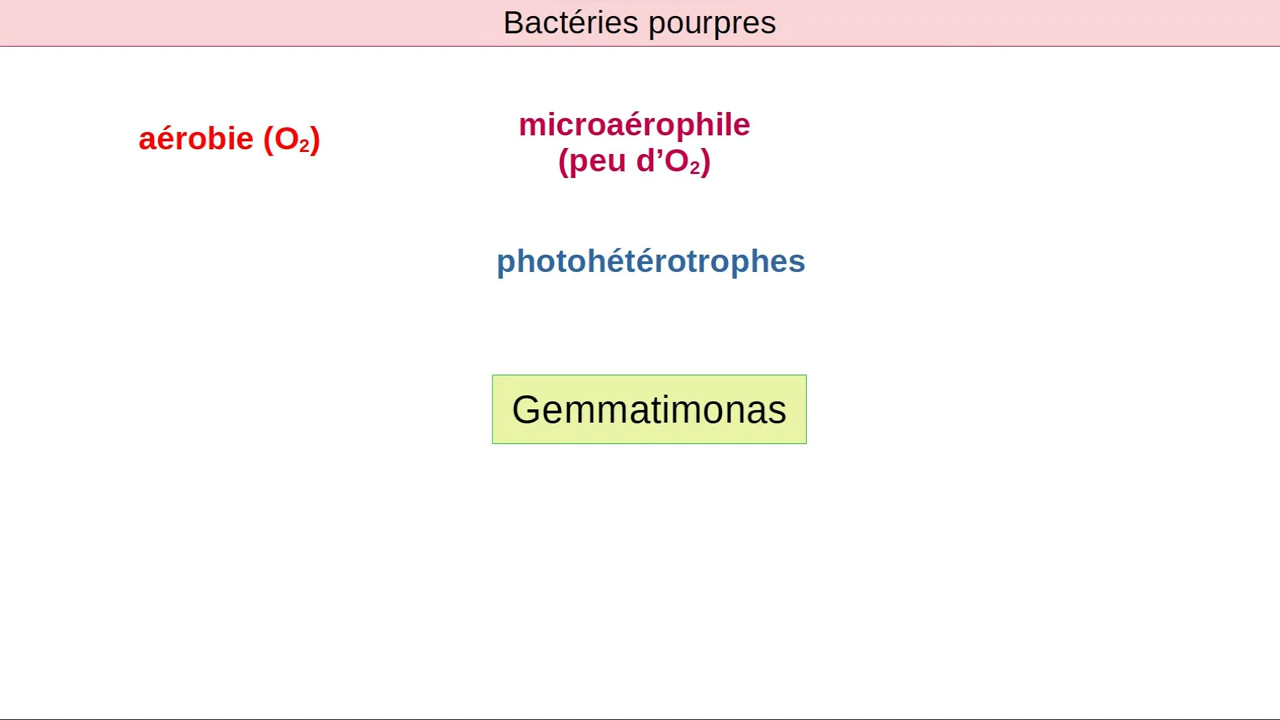 Bactéries pourpres
aérobie (O₂)
microaérophile
(peu d’O₂)
photohétérotrophes
Gemmatimonas